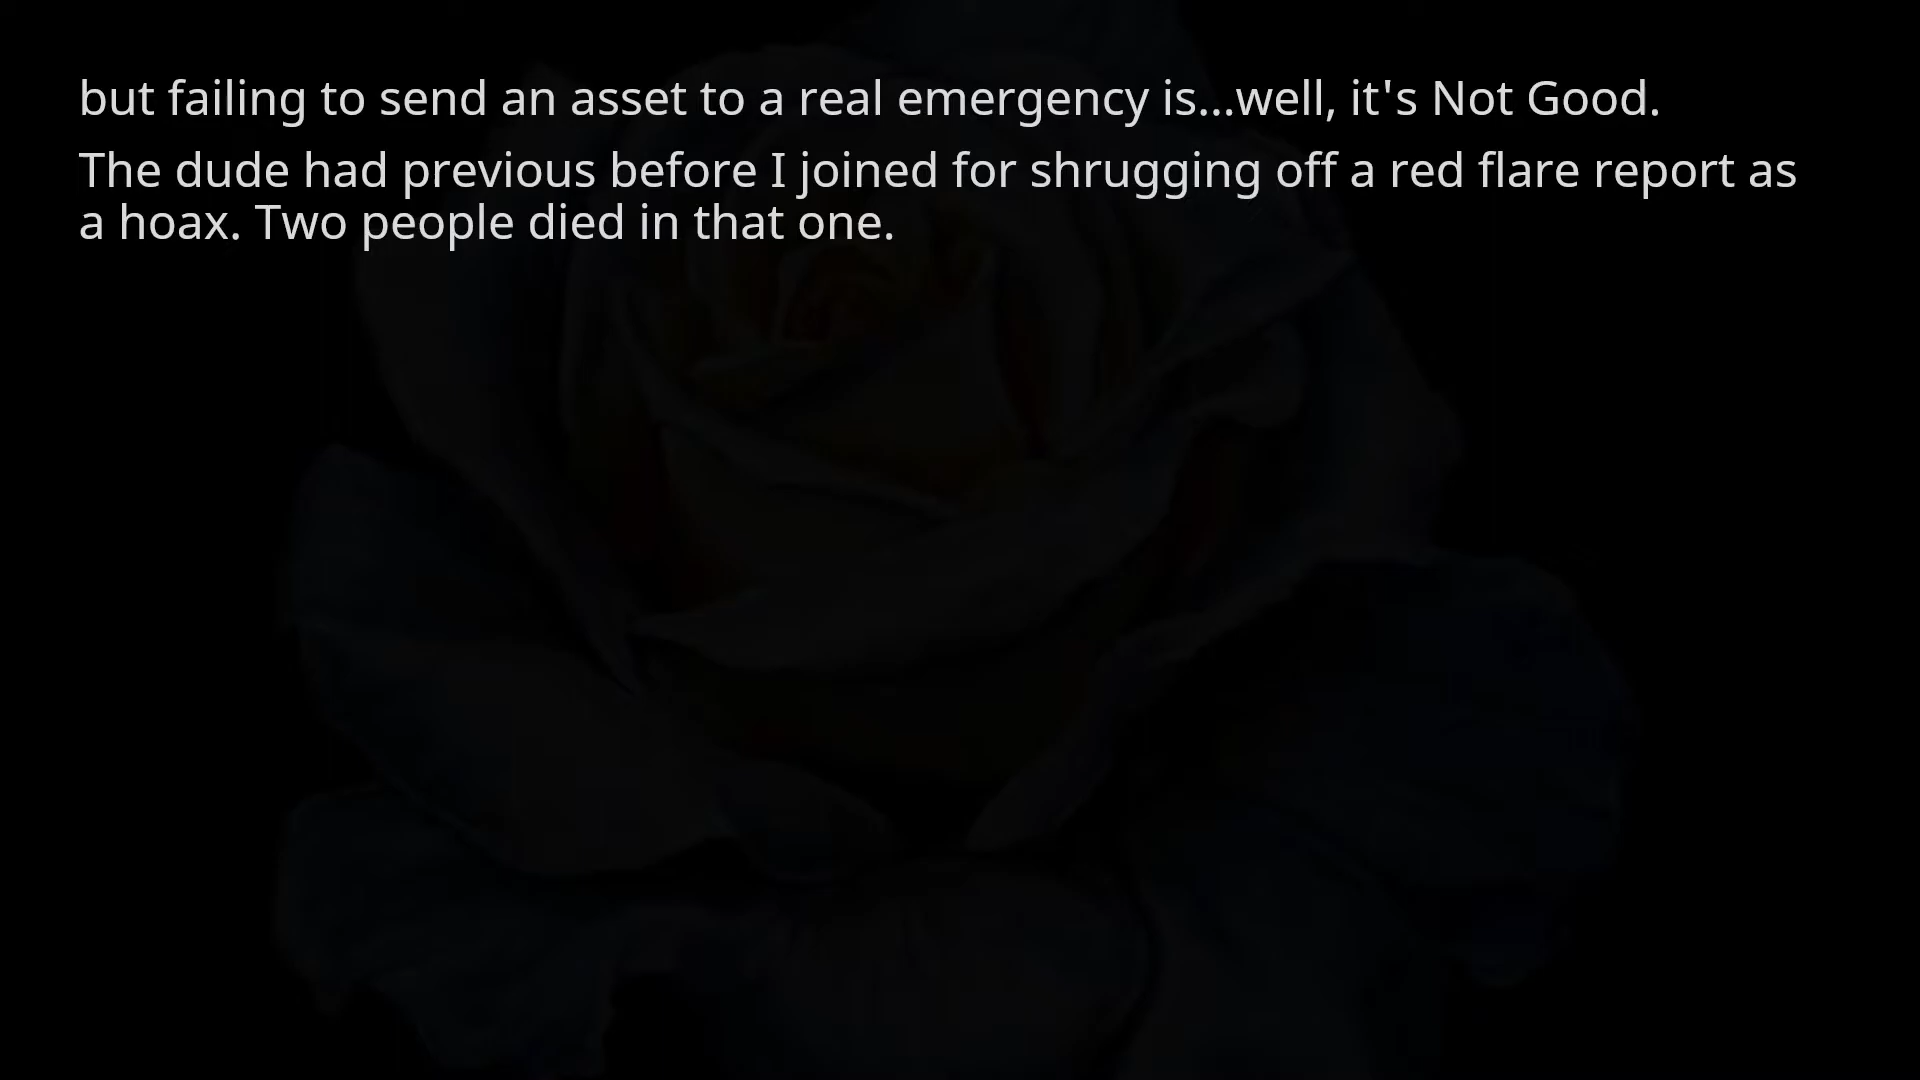 but failing to send an asset to a real emergency is...well, it's Not Good.
The dude had previous before I joined for shrugging off a red flare report as
a hoax. Two people died in that one.